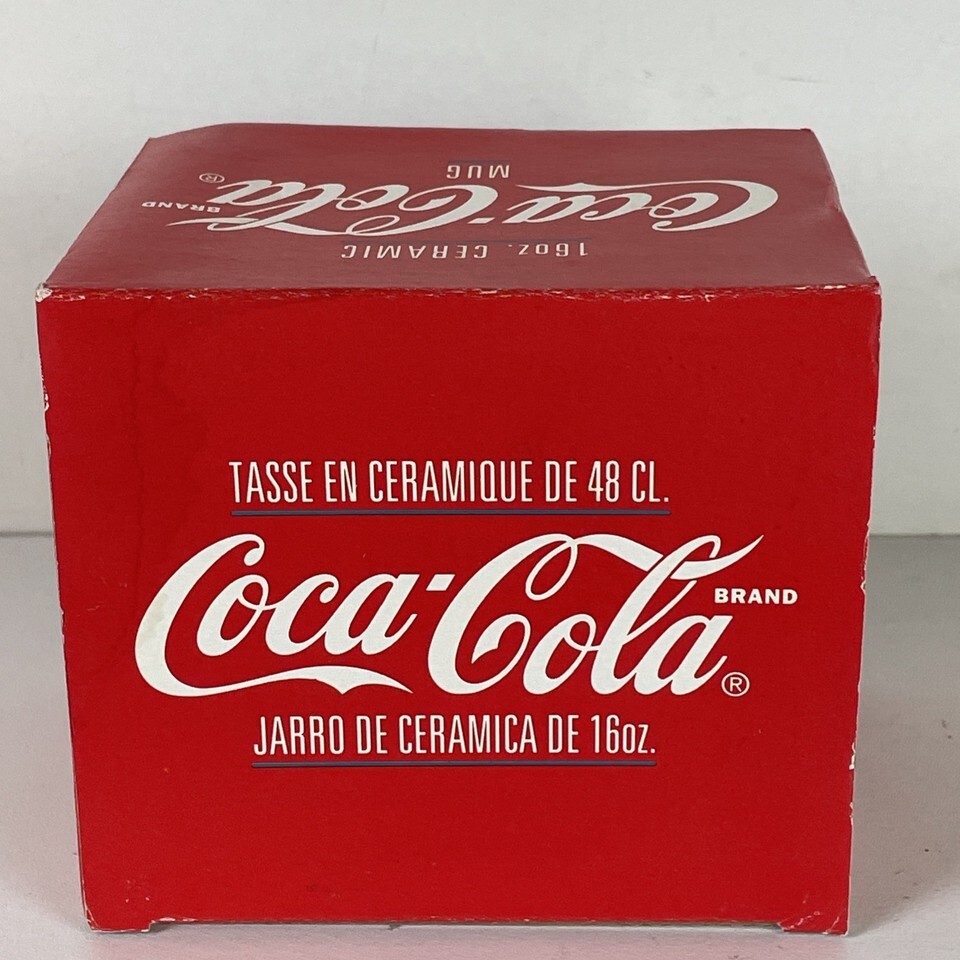 16oz. CERAMIC
Coca-Cola BRAND ®
MUG
TASSE EN CERAMIQUE DE 48 CL.
Coca-Cola BRAND ®
JARRO DE CERAMICA DE 16oz.